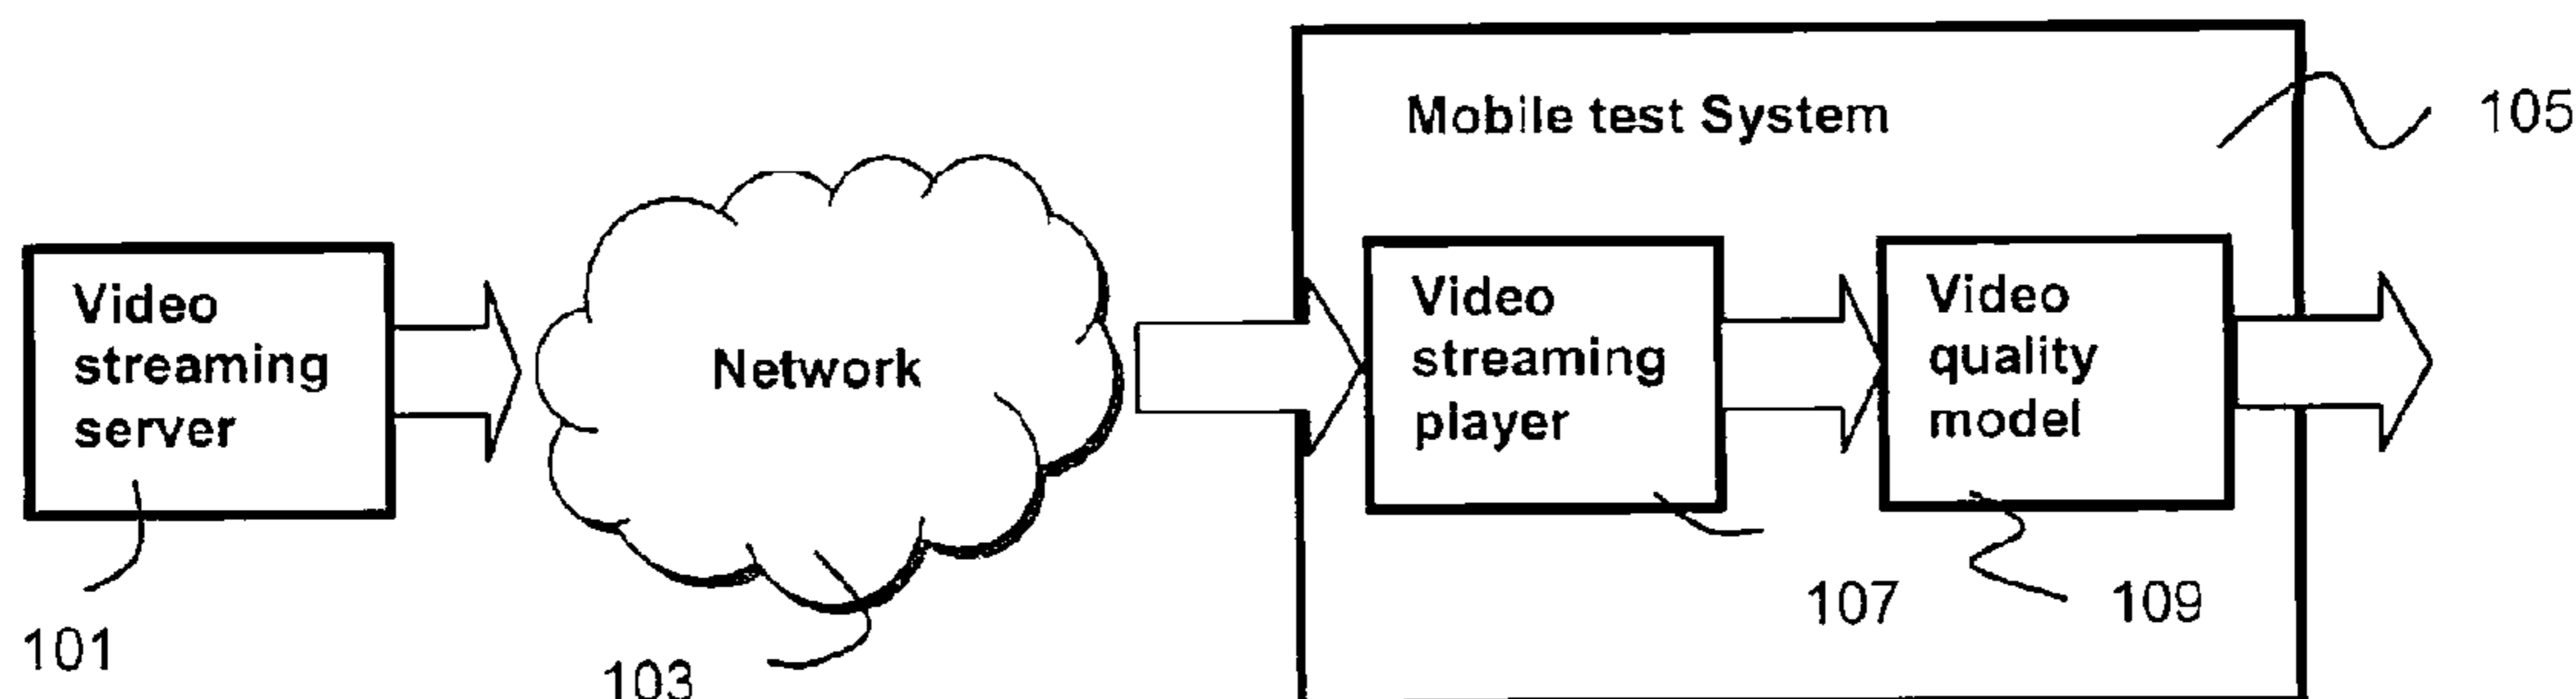 Mobile test System
105
Video
streaming
server
Network
Video
streaming
player
Video
quality
model
101
103
107
109